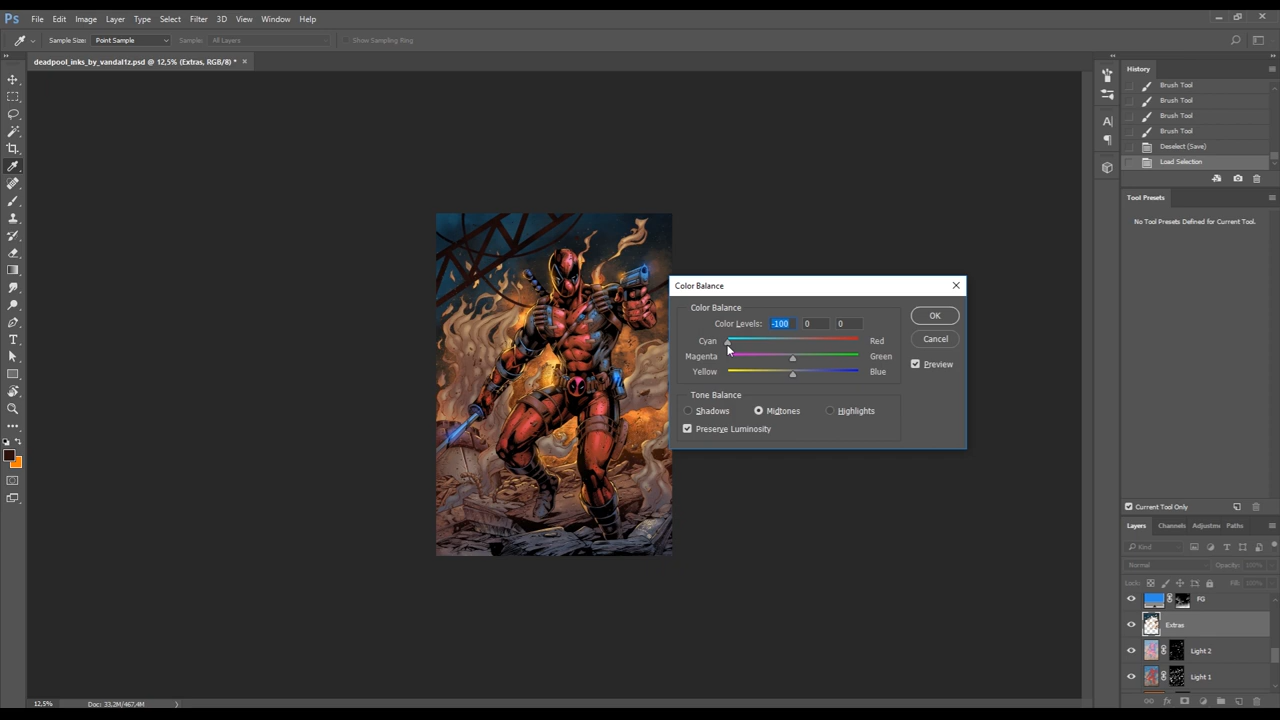 Ps File Edit Image Layer Type Select Filter 3D View Window Help
Sample Size: Point Sample Sample: All Layers Show Sampling Ring
deadpool_inks_by_vandal1z.psd @ 12,5% (Extras, RGB/8) * ×
History
Brush Tool
Brush Tool
Brush Tool
Brush Tool
Deselect (Save)
Load Selection
Tool Presets
No Tool Presets Defined for Current Tool.
Color Balance
Color Balance
Color Levels: -100 0 0
Cyan Red
Magenta Green
Yellow Blue
Tone Balance
Shadows Midtones Highlights
Preserve Luminosity
OK
Cancel
Preview
Current Tool Only
Layers Channels Adjustme Paths
Kind
Normal Opacity: 100%
Lock: Fill: 100%
FG
Extras
Light 2
Light 1
12,5% Doc: 33,2M/467,4M